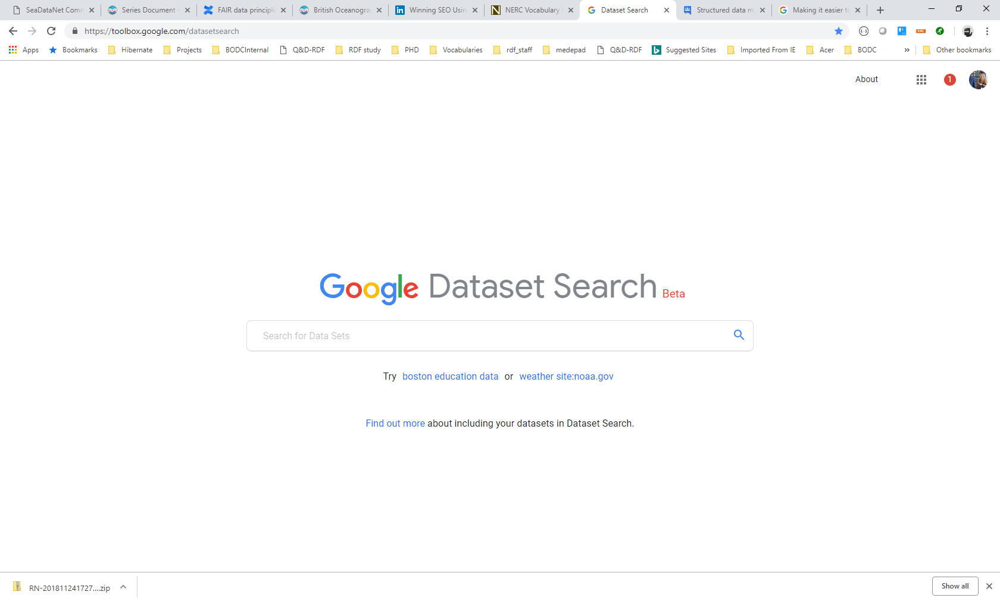 SeaDataNet Comm
Series Document -
FAIR data principle
British Oceanogra
Winning SEO Usin
NERC Vocabulary
Dataset Search
Structured data m
Making it easier to
https://toolbox.google.com/datasetsearch
Apps Bookmarks Hibernate Projects BODCInternal Q&D-RDF RDF study PHD Vocabularies rdf_staff medepad Q&D-RDF Suggested Sites Imported From IE Acer BODC » Other bookmarks
About 1
Google Dataset Search Beta
Search for Data Sets
Try boston education data or weather site:noaa.gov
Find out more about including your datasets in Dataset Search.
RN-201811241727....zip Show all